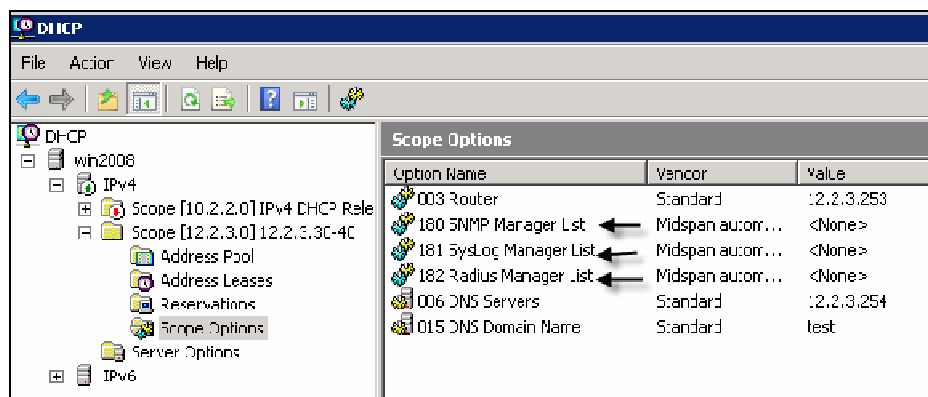 DHCP
File Action View Help
DHCP
win2008
IPv4
Scope [10.2.2.0] IPv4 DHCP Rele
Scope [12.2.3.0] 12.2.3.30-40
Address Pool
Address Leases
Reservations
Scope Options
Server Options
IPv6
Scope Options
Option Name Vendor Value
003 Router Standard 12.2.3.253
180 SNMP Manager List Midspan autom... <None>
181 SysLog Manager List Midspan autom... <None>
182 Radius Manager List Midspan autom... <None>
006 DNS Servers Standard 12.2.3.254
015 DNS Domain Name Standard test